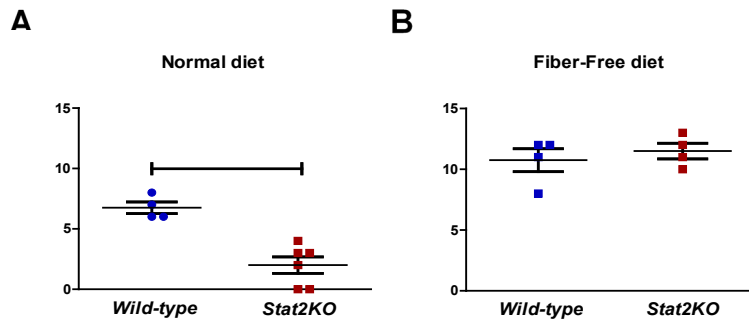 A
B
Normal diet
Fiber-Free diet
15
10
5
0
Wild-type
Stat2KO
15
10
5
0
Wild-type
Stat2KO